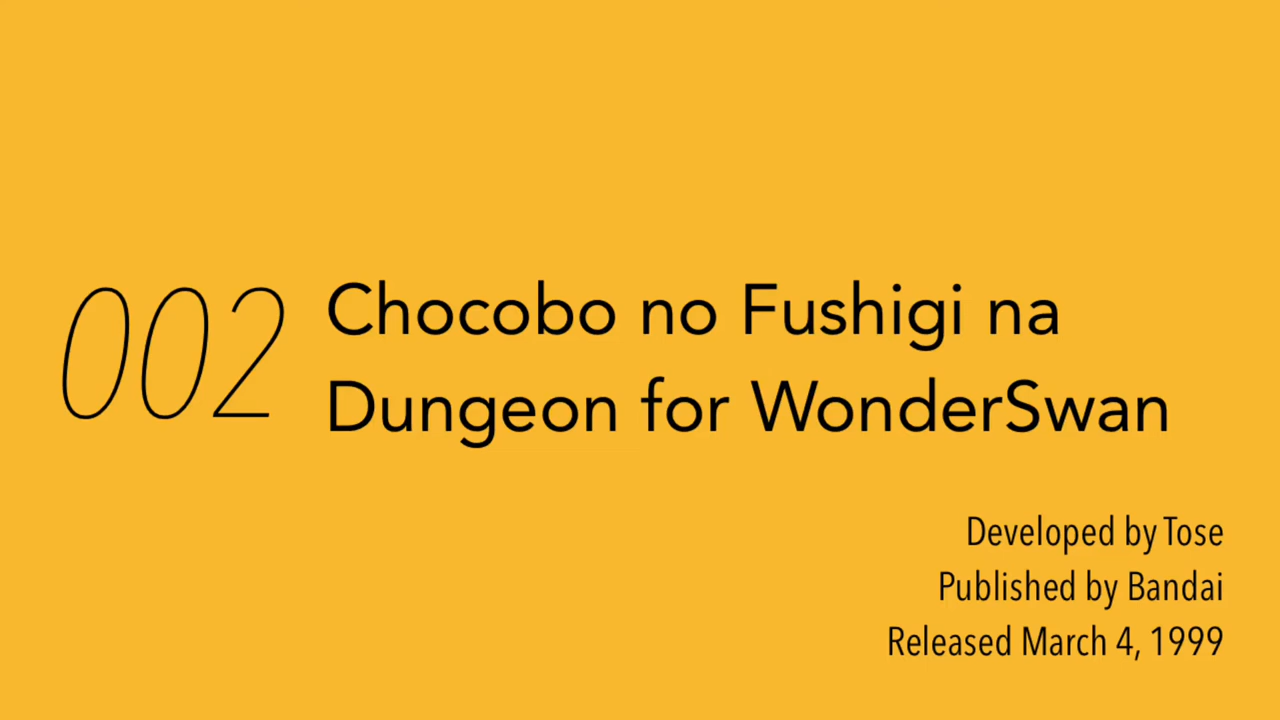 002
Chocobo no Fushigi na
Dungeon for WonderSwan
Developed by Tose
Published by Bandai
Released March 4, 1999